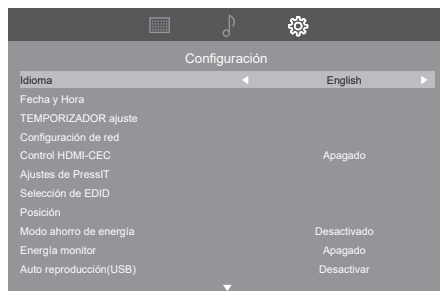 Configuración
Idioma English
Fecha y Hora
TEMPORIZADOR ajuste
Configuración de red
Control HDMI-CEC Apagado
Ajustes de PressIT
Selección de EDID
Posición
Modo ahorro de energía Desactivado
Energía monitor Apagado
Auto reproducción(USB) Desactivar